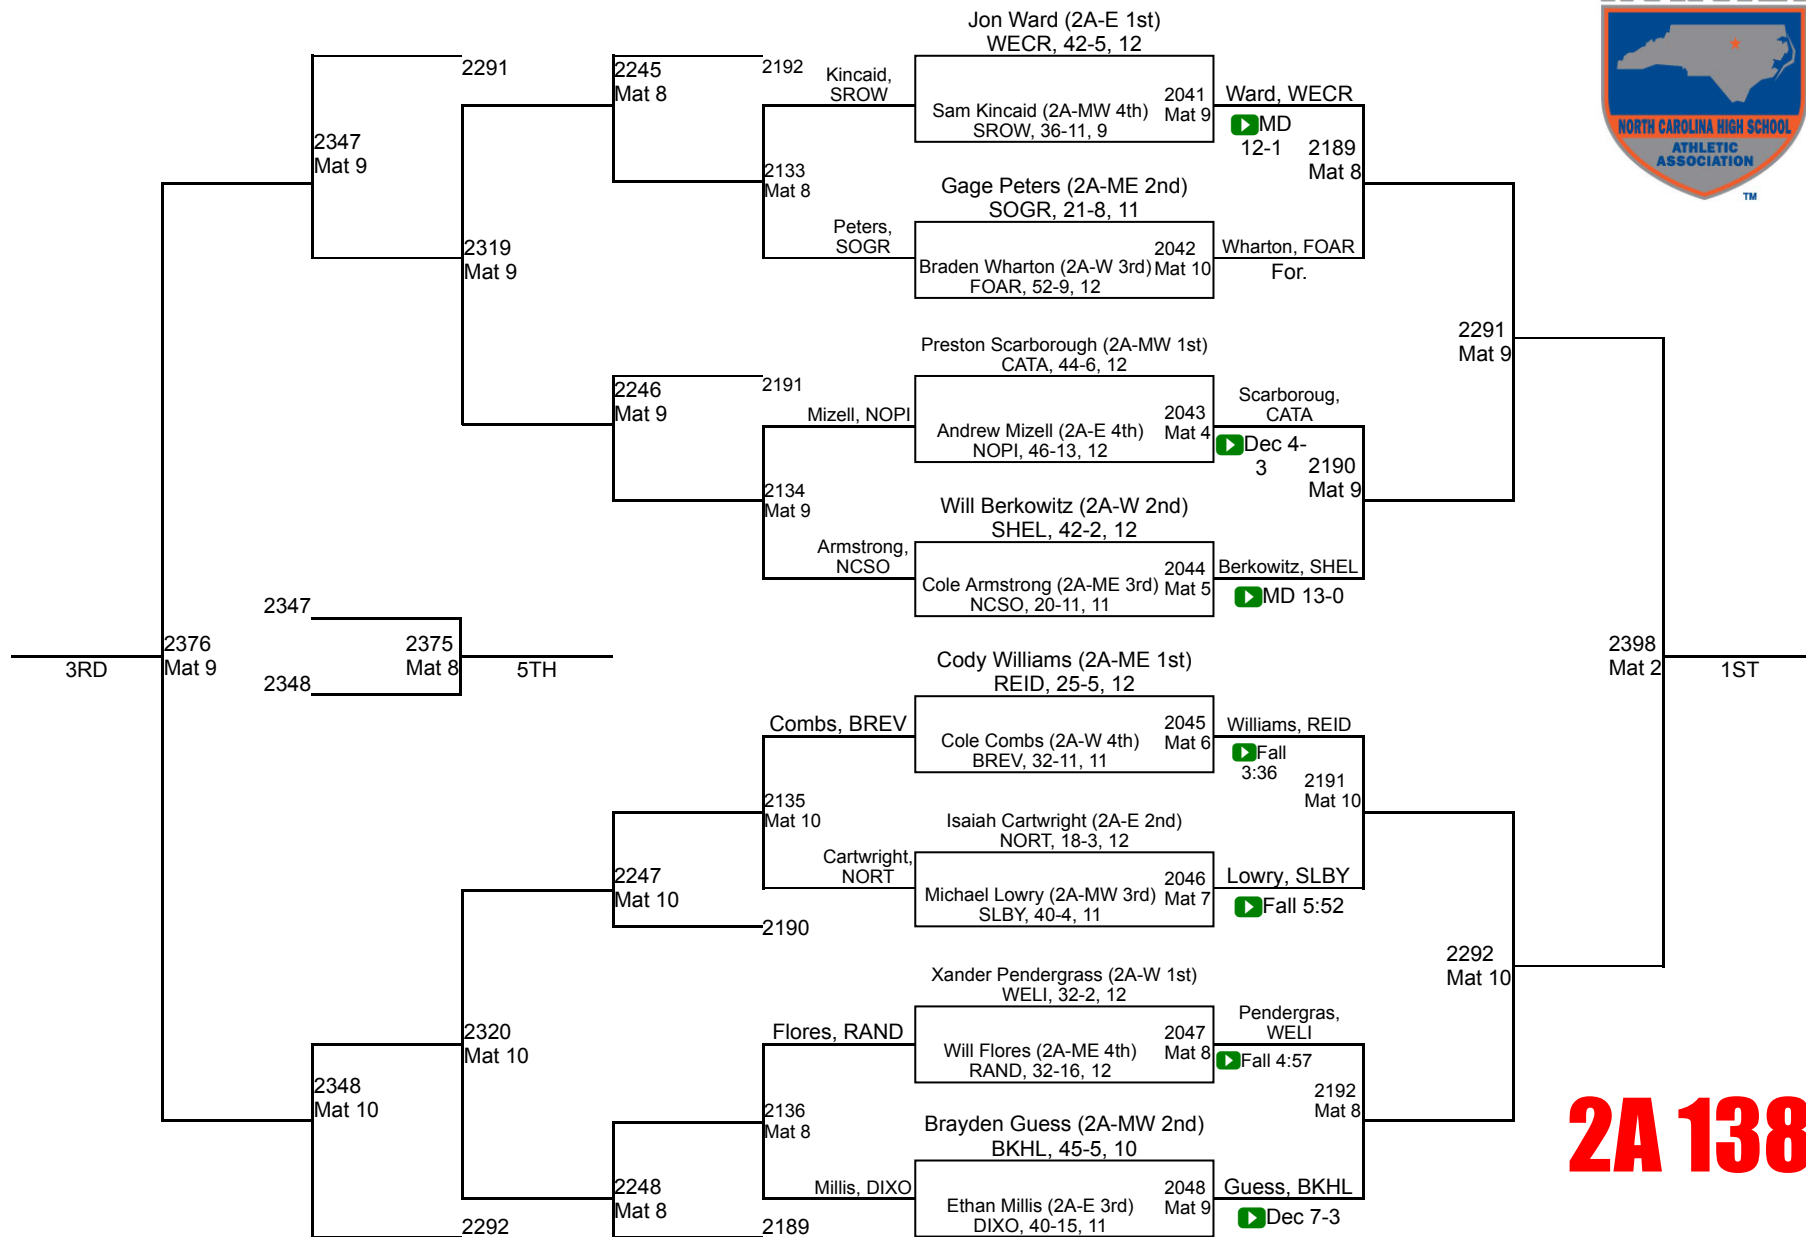 Jon Ward (2A-E 1st)
WECR, 42-5, 12
2291
2245
Mat 8
2192
Kincaid,
SROW
Sam Kincaid (2A-MW 4th)
SROW, 36-11, 9
2041
Mat 9
Ward, WECR
MD
12-1
2189
Mat 8
NORTH CAROLINA HIGH SCHOOL
ATHLETIC
ASSOCIATION
TM
2347
Mat 9
2133
Mat 8
Gage Peters (2A-ME 2nd)
SOGR, 21-8, 11
Peters,
SOGR
2319
Mat 9
Braden Wharton (2A-W 3rd)
FOAR, 52-9, 12
2042
Mat 10
Wharton, FOAR
For.
2291
Mat 9
Preston Scarborough (2A-MW 1st)
CATA, 44-6, 12
2246
Mat 9
2191
Mizell, NOPI
Andrew Mizell (2A-E 4th)
NOPI, 46-13, 12
2043
Mat 4
Scarboroug,
CATA
Dec 4-
3
2190
Mat 9
2134
Mat 9
Will Berkowitz (2A-W 2nd)
SHEL, 42-2, 12
Armstrong,
NCSO
Cole Armstrong (2A-ME 3rd)
NCSO, 20-11, 11
2044
Mat 5
Berkowitz, SHEL
MD 13-0
2347
2376
Mat 9
2375
Mat 8
3RD
5TH
2348
2398
Mat 2
1ST
Cody Williams (2A-ME 1st)
REID, 25-5, 12
Combs, BREV
Cole Combs (2A-W 4th)
BREV, 32-11, 11
2045
Mat 6
Williams, REID
Fall
3:36
2191
Mat 10
2135
Mat 10
Isaiah Cartwright (2A-E 2nd)
NORT, 18-3, 12
Cartwright,
NORT
2247
Mat 10
Michael Lowry (2A-MW 3rd)
SLBY, 40-4, 11
2046
Mat 7
Lowry, SLBY
Fall 5:52
2190
2292
Mat 10
Xander Pendergrass (2A-W 1st)
WELI, 32-2, 12
2320
Mat 10
Flores, RAND
Will Flores (2A-ME 4th)
RAND, 32-16, 12
2047
Mat 8
Pendergras,
WELI
Fall 4:57
2348
Mat 10
2192
Mat 8
2136
Mat 8
Brayden Guess (2A-MW 2nd)
BKHL, 45-5, 10
2A 138
2248
Mat 8
Millis, DIXO
Ethan Millis (2A-E 3rd)
DIXO, 40-15, 11
2048
Mat 9
Guess, BKHL
Dec 7-3
2292
2189